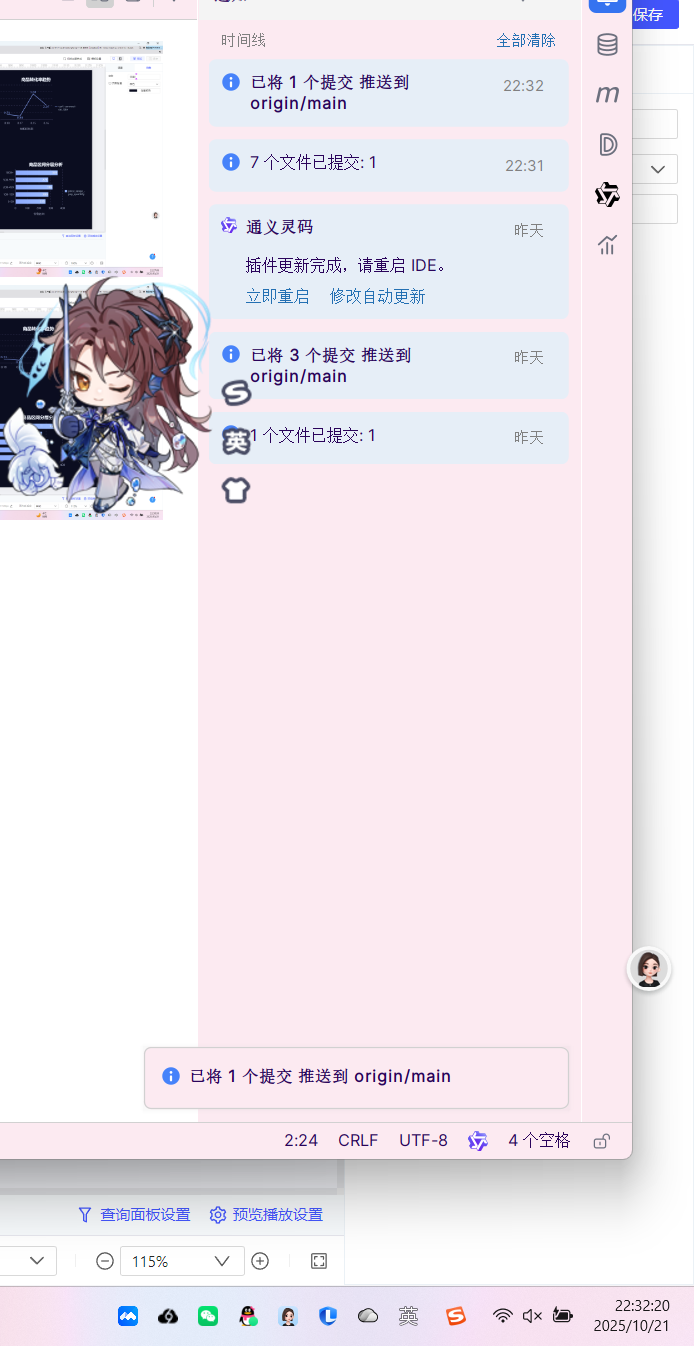 保存
时间线 全部清除
已将 1 个提交 推送到 22:32
origin/main
7 个文件已提交: 1 22:31
通义灵码 昨天
插件更新完成，请重启 IDE。
立即重启 修改自动更新
已将 3 个提交 推送到 昨天
origin/main
英
1 个文件已提交: 1 昨天
已将 1 个提交 推送到 origin/main
2:24 CRLF UTF-8 4 个空格
查询面板设置 预览播放设置
115%
英
22:32:20
2025/10/21